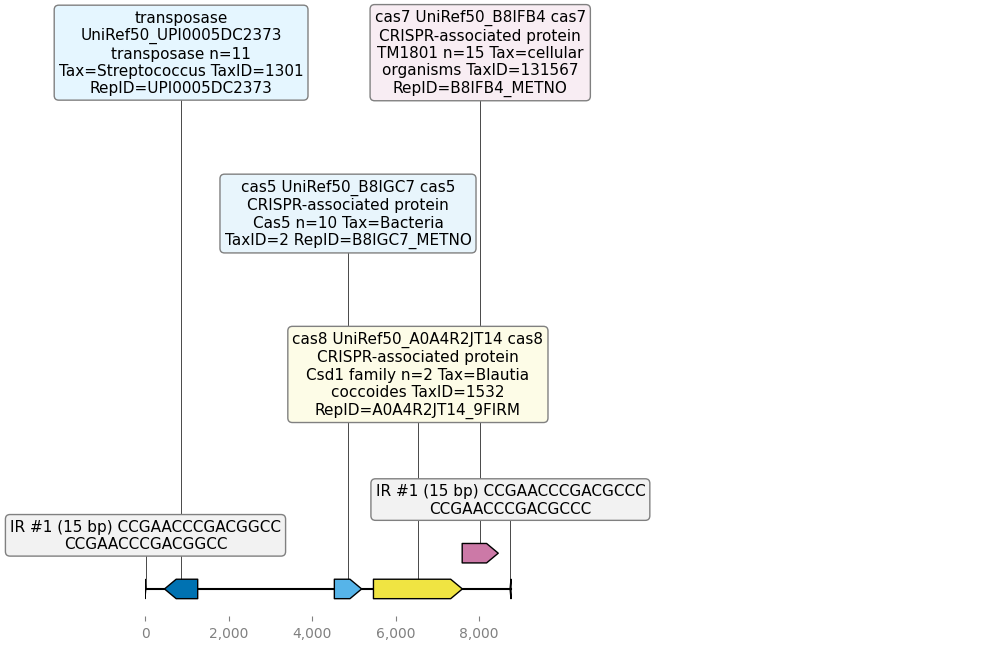 transposase
UniRef50_UPI0005DC2373
transposase n=11
Tax=Streptococcus TaxID=1301
RepID=UPI0005DC2373
cas7 UniRef50_B8IFB4 cas7
CRISPR-associated protein
TM1801 n=15 Tax=cellular
organisms TaxID=131567
RepID=B8IFB4_METNO
cas5 UniRef50_B8IGC7 cas5
CRISPR-associated protein
Cas5 n=10 Tax=Bacteria
TaxID=2 RepID=B8IGC7_METNO
cas8 UniRef50_A0A4R2JT14 cas8
CRISPR-associated protein
Csd1 family n=2 Tax=Blautia
coccoides TaxID=1532
RepID=A0A4R2JT14_9FIRM
IR #1 (15 bp) CCGAACCCGACGCCC
CCGAACCCGACGCCC
IR #1 (15 bp) CCGAACCCGACGGCC
CCGAACCCGACGGCC
0 2,000 4,000 6,000 8,000